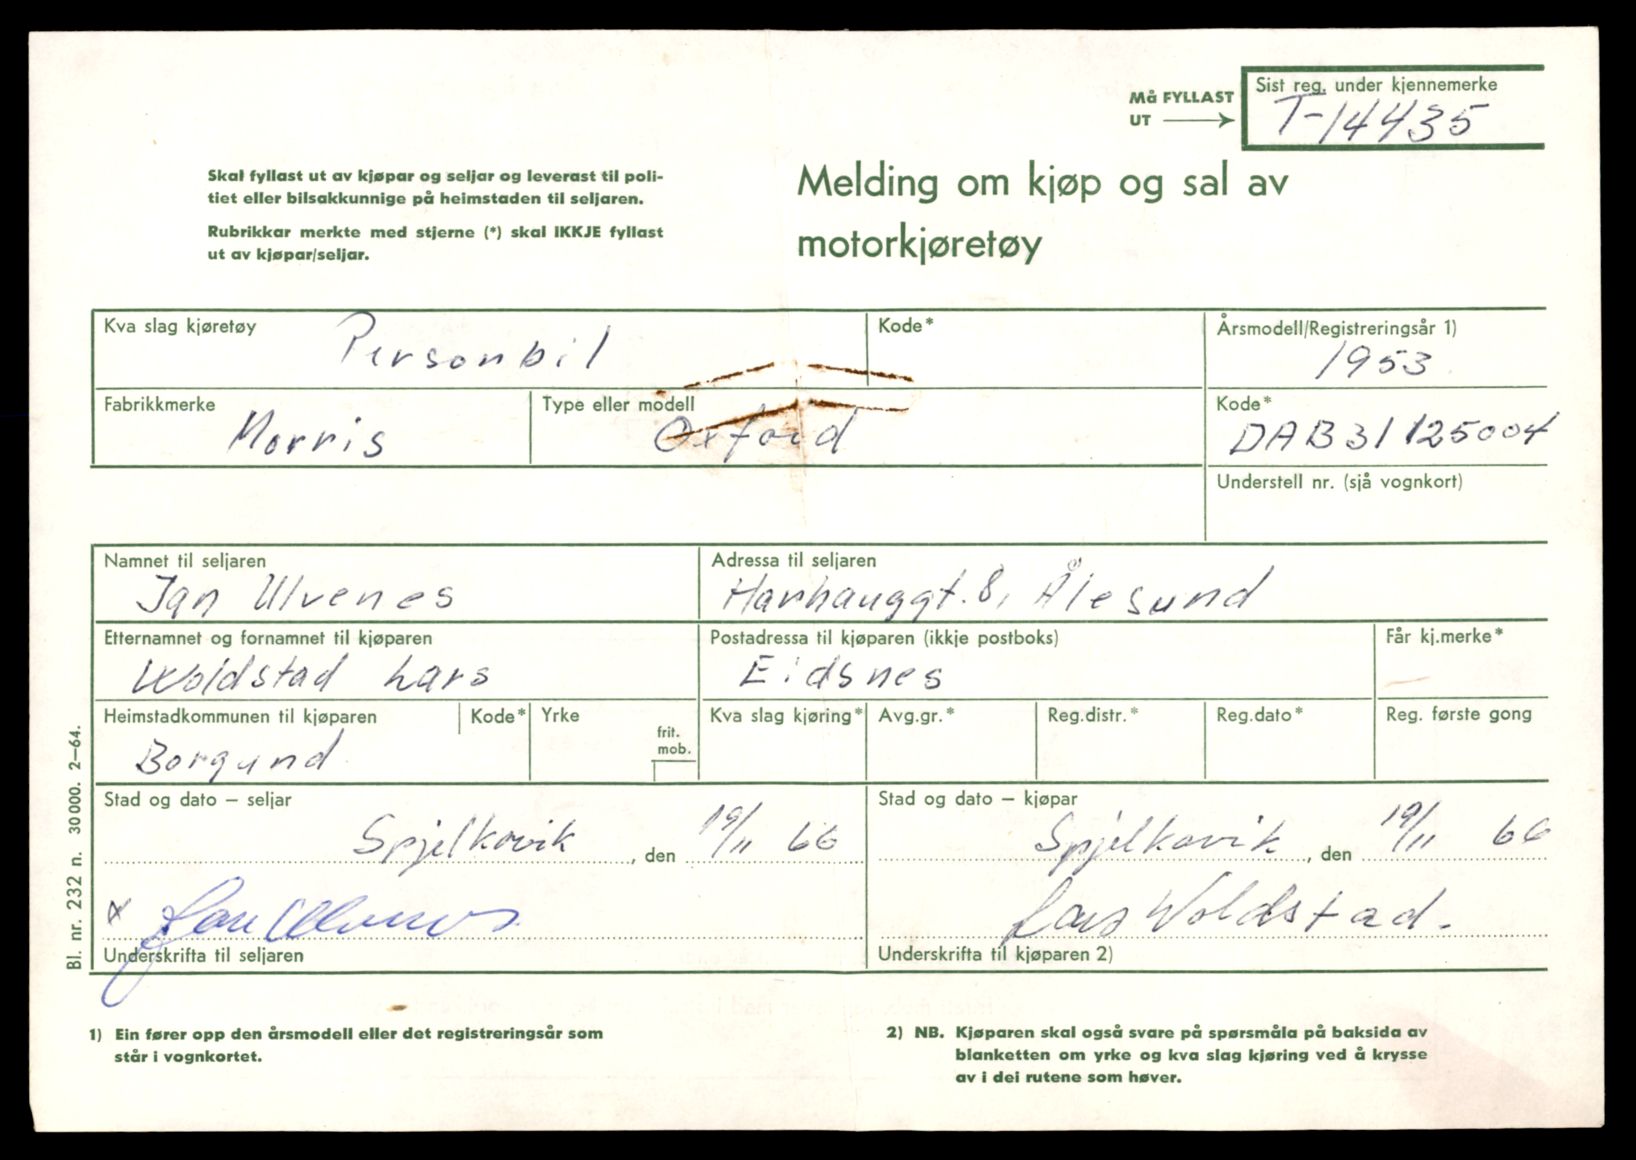 Må FYLLAST
UT
Sist reg. under kjennemerke
T-14435
Skal fyllast ut av kjøpar og seljar og leverast til poli-
tiet eller bilsakkunnige på heimstaden til seljaren.
Rubrikkar merkte med stjerne (*) skal IKKJE fyllast
ut av kjøpar/seljar.
Melding om kjøp og sal av
motorkjøretøy
Kva slag kjøretøy
Personbil
Kode*
Årsmodell/Registreringsår 1)
1953
Fabrikkmerke
Morris
Type eller modell
Oxford
Kode*
DAB31/125004
Understell nr. (sjå vognkort)
Namnet til seljaren
Jan Ulvenes
Adressa til seljaren
Harhauggt. 8, Ålesund
Etternamnet og fornamnet til kjøparen
Woldstad Lars
Postadressa til kjøparen (ikkje postboks)
Eidsnes
Får kj.merke*
Heimstadkommunen til kjøparen
Borgund
Kode*
Yrke
frit.
mob.
Kva slag kjøring*
Avg.gr.*
Reg.distr.*
Reg.dato*
Reg. første gong
Stad og dato – seljar
Spjelkavik, den 19/11 66
Stad og dato – kjøpar
Spjelkavik, den 19/11 66
x Jan Ulvenes
Underskrifta til seljaren
Lars Woldstad.
Underskrifta til kjøparen 2)
Bl. nr. 232 n. 30 000. 2–64.
1) Ein fører opp den årsmodell eller det registreringsår som
står i vognkortet.
2) NB. Kjøparen skal også svare på spørsmåla på baksida av
blanketten om yrke og kva slag kjøring ved å krysse
av i dei rutene som høver.